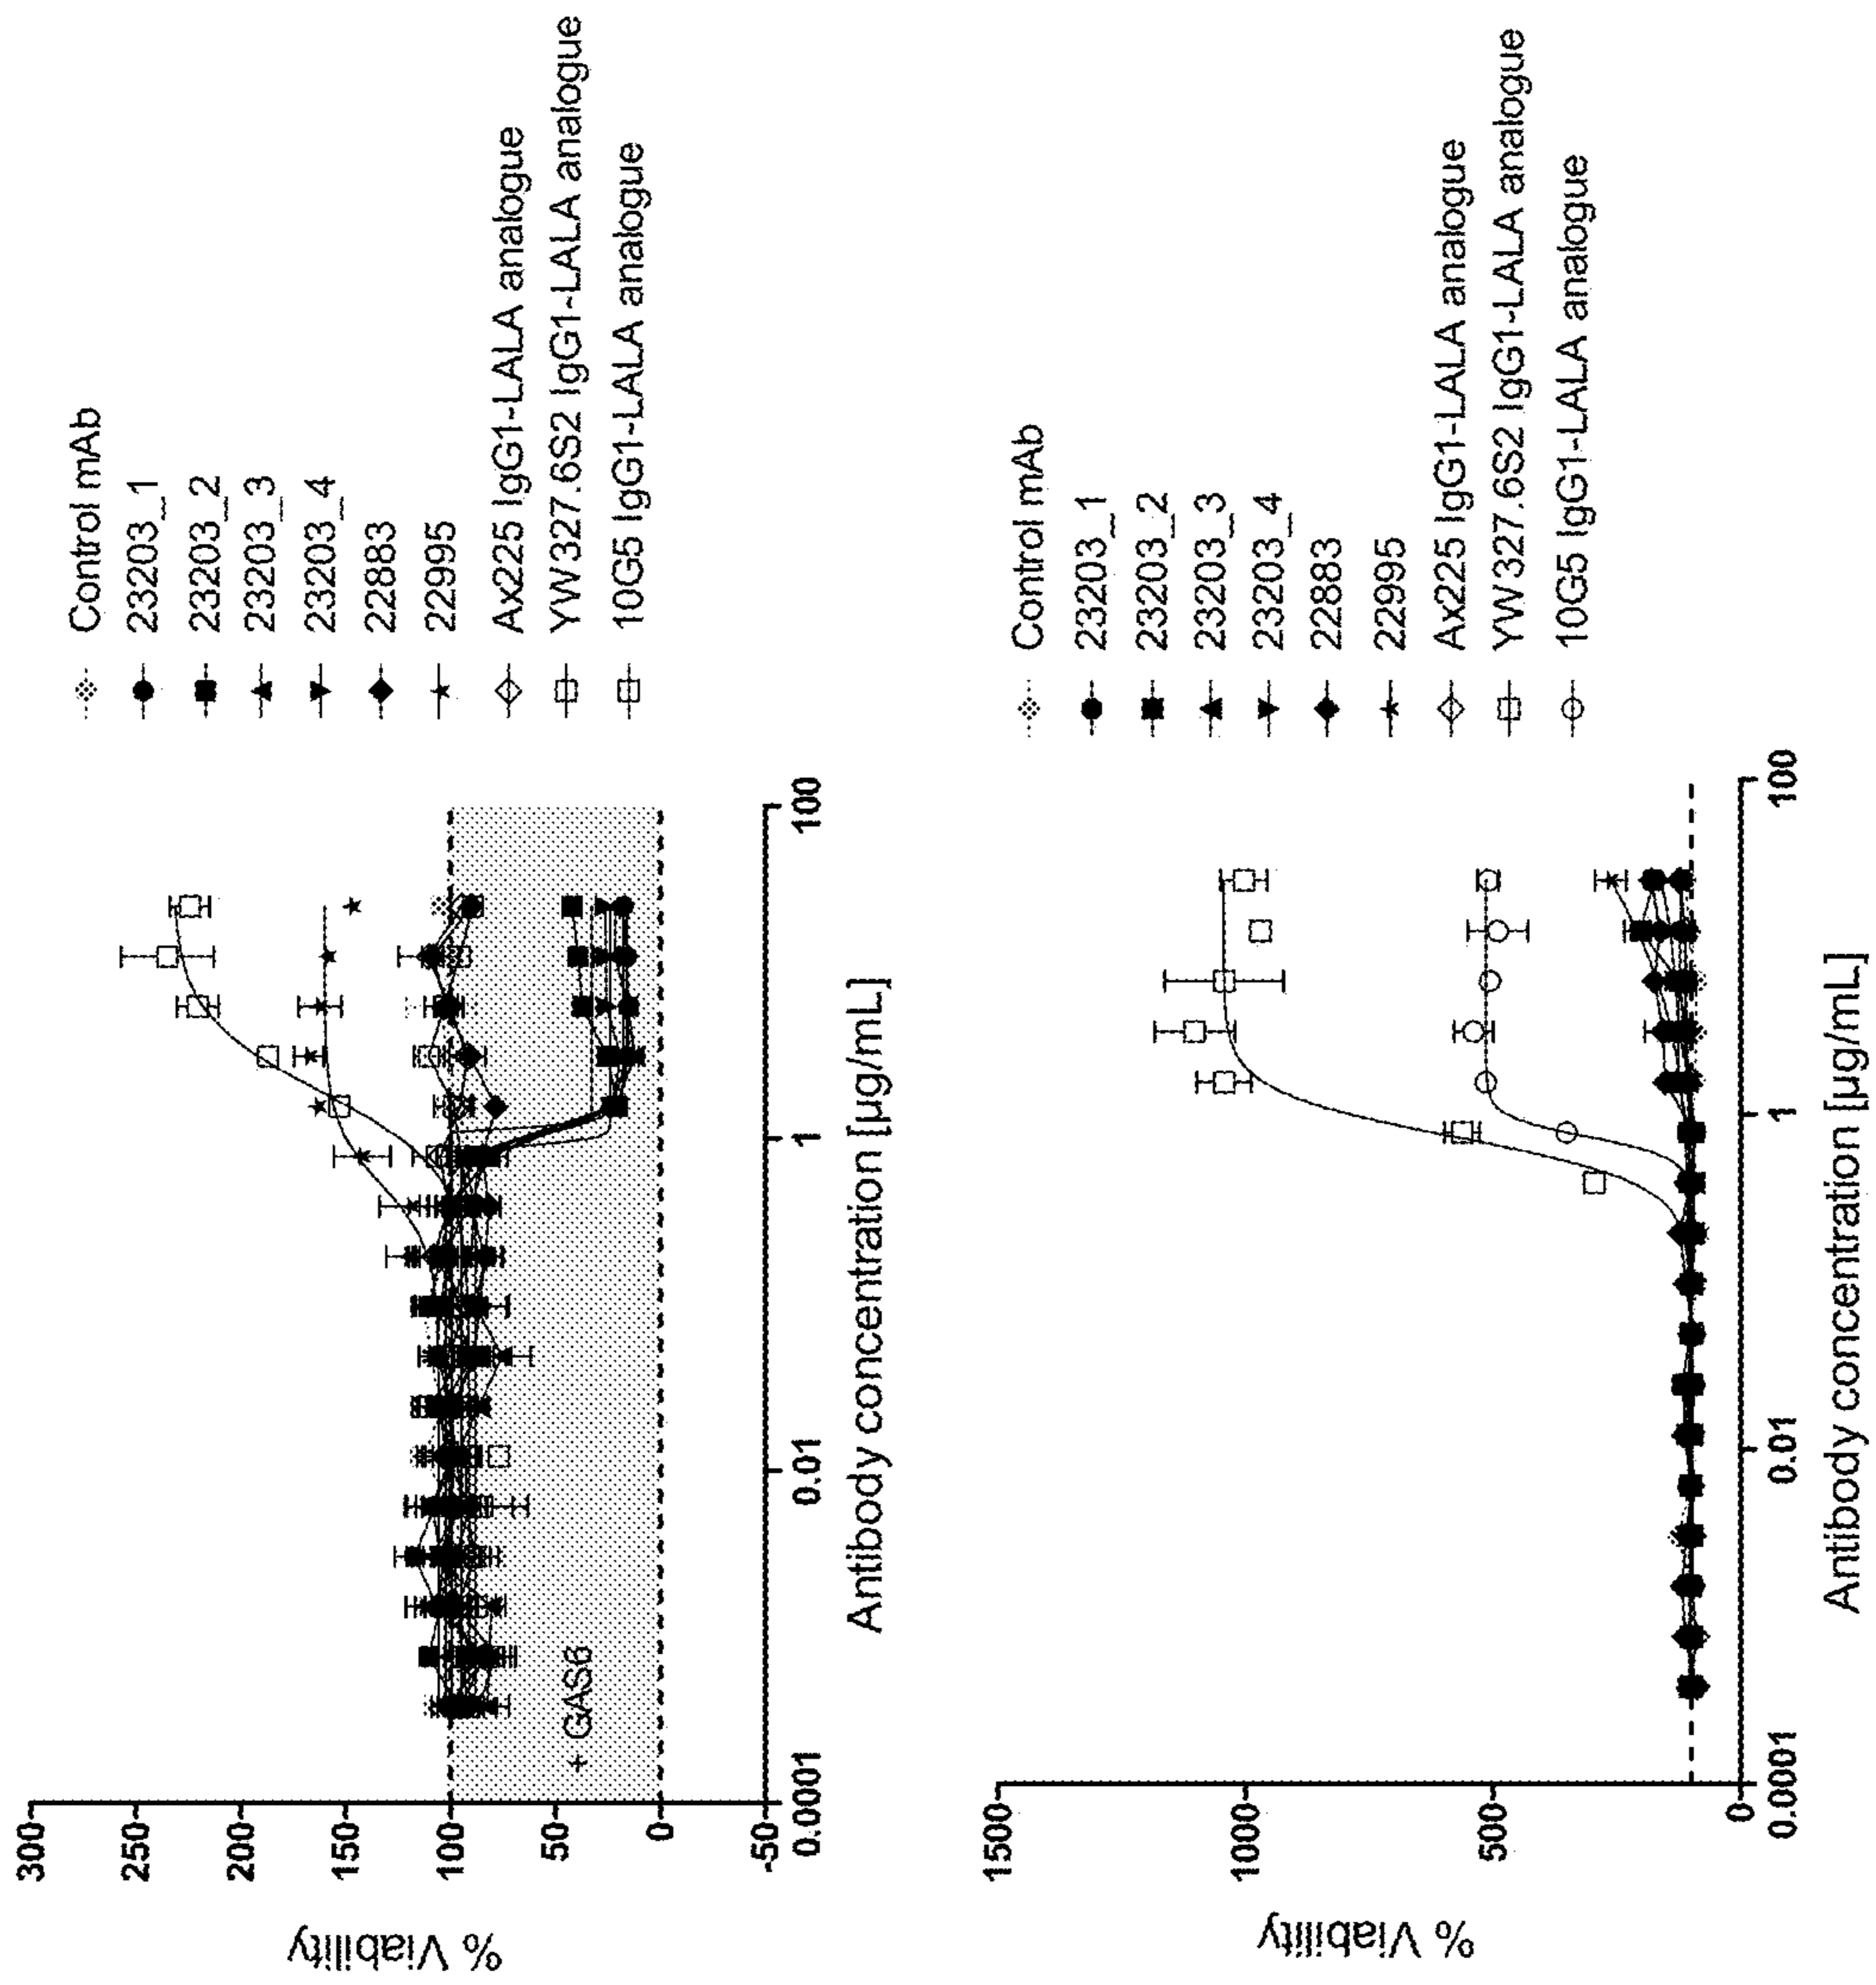 % Viability
300
250
200
150
100
50
0
-50
+ GAS6
0.0001
0.01
1
100
Antibody concentration [µg/mL]
Control mAb
23203_1
23203_2
23203_3
23203_4
22883
22995
Ax225 IgG1-LALA analogue
YW327.6S2 IgG1-LALA analogue
10G5 IgG1-LALA analogue
% Viability
1500
1000
500
0
0.0001
0.01
1
100
Antibody concentration [µg/mL]
Control mAb
23203_1
23203_2
23203_3
23203_4
22883
22995
Ax225 IgG1-LALA analogue
YW327.6S2 IgG1-LALA analogue
10G5 IgG1-LALA analogue